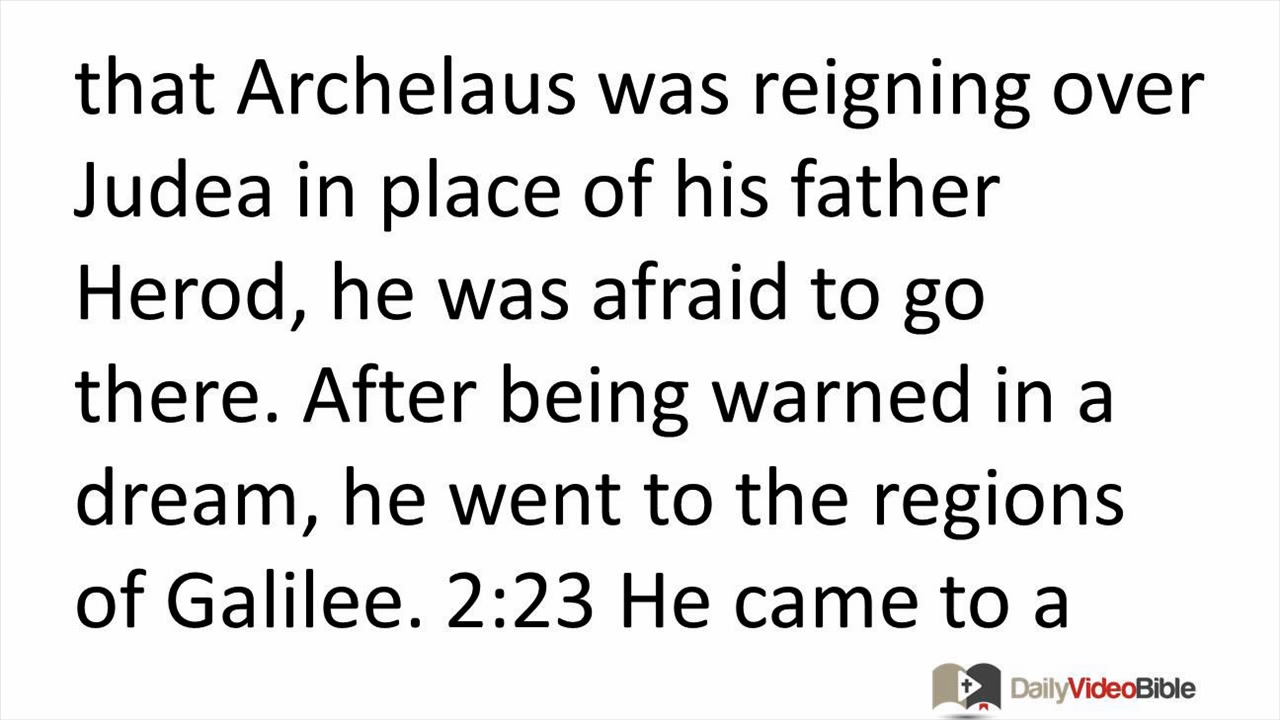 that Archelaus was reigning over
Judea in place of his father
Herod, he was afraid to go
there. After being warned in a
dream, he went to the regions
of Galilee. 2:23 He came to a
DailyVideoBible